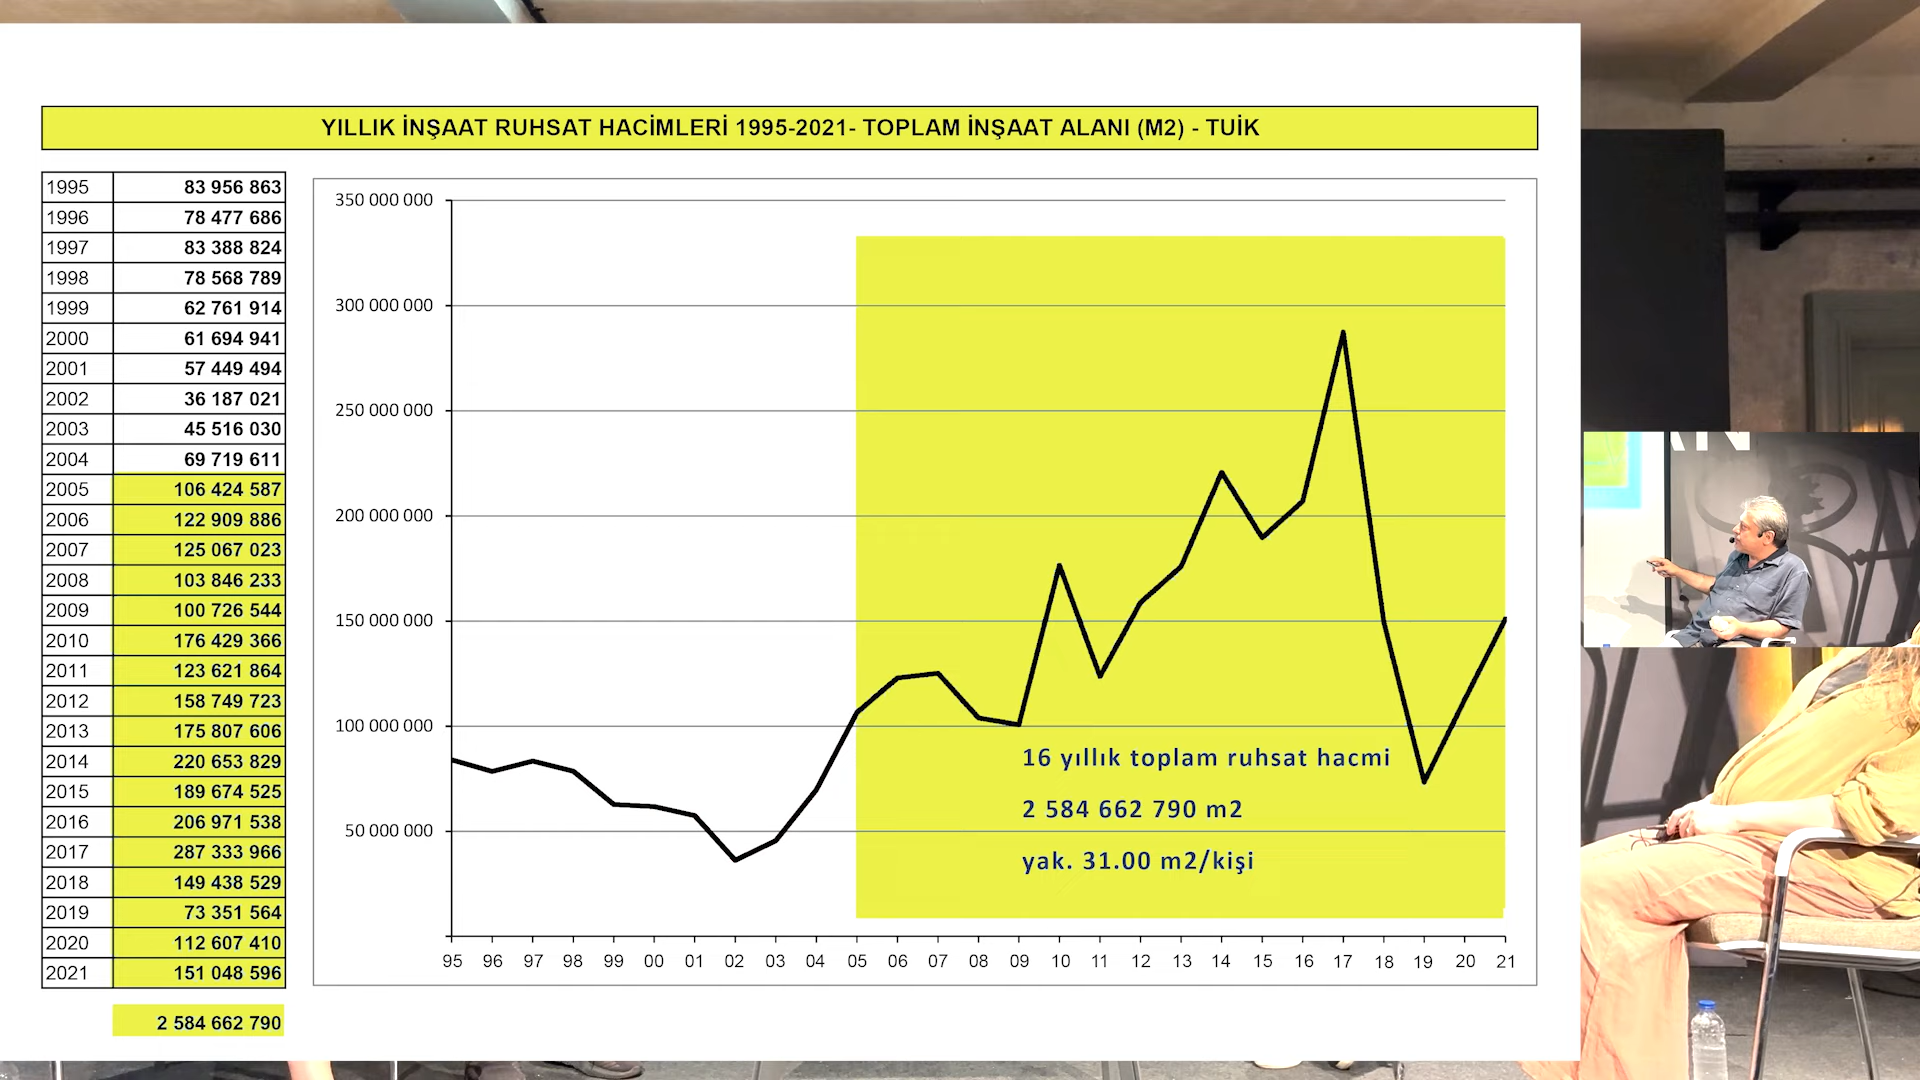 YILLIK İNŞAAT RUHSAT HACİMLERİ 1995-2021- TOPLAM İNŞAAT ALANI (M2) - TUİK
1995 83 956 863
1996 78 477 686
1997 83 388 824
1998 78 568 789
1999 62 761 914
2000 61 694 941
2001 57 449 494
2002 36 187 021
2003 45 516 030
2004 69 719 611
2005 106 424 587
2006 122 909 886
2007 125 067 023
2008 103 846 233
2009 100 726 544
2010 176 429 366
2011 123 621 864
2012 158 749 723
2013 175 807 606
2014 220 653 829
2015 189 674 525
2016 206 971 538
2017 287 333 966
2018 149 438 529
2019 73 351 564
2020 112 607 410
2021 151 048 596
2 584 662 790
350 000 000
300 000 000
250 000 000
200 000 000
150 000 000
100 000 000
50 000 000
16 yıllık toplam ruhsat hacmi
2 584 662 790 m2
yak. 31.00 m2/kişi
95 96 97 98 99 00 01 02 03 04 05 06 07 08 09 10 11 12 13 14 15 16 17 18 19 20 21
AN